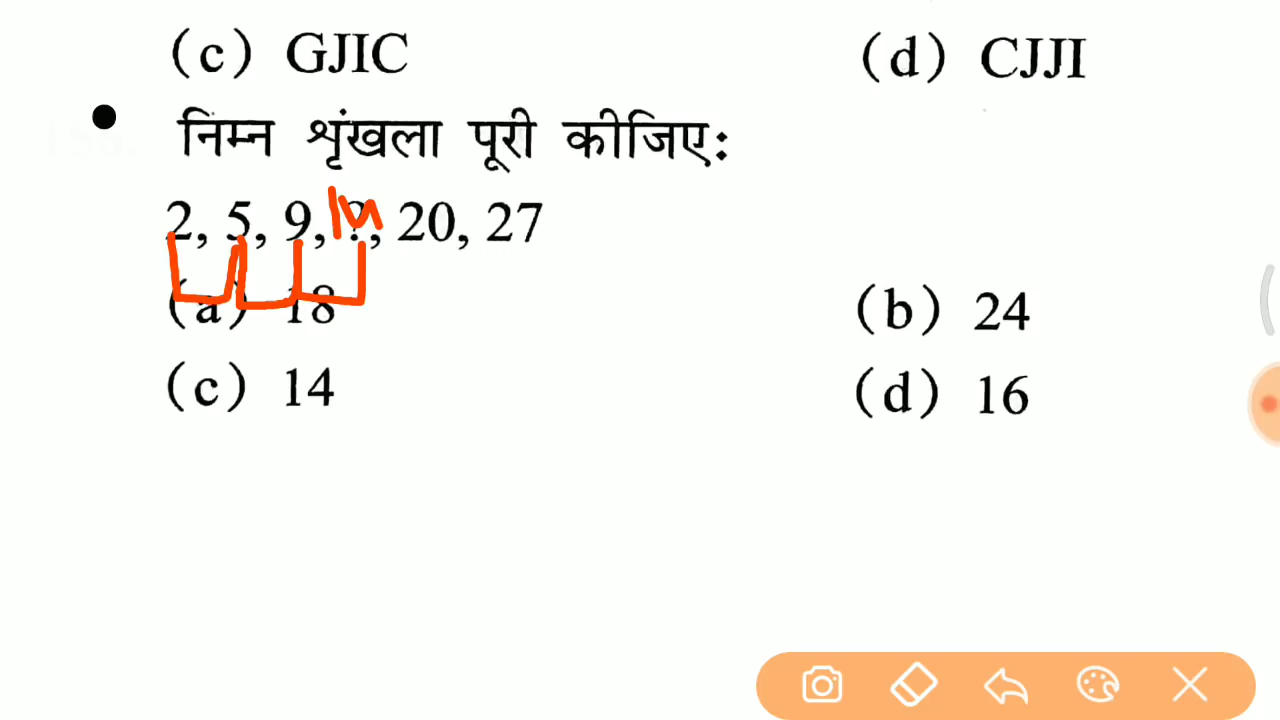 (c) GJIC (d) CJJI
• निम्न शृंखला पूरी कीजिए:
2, 5, 9, ?, 20, 27
(a) 18 (b) 24
(c) 14 (d) 16